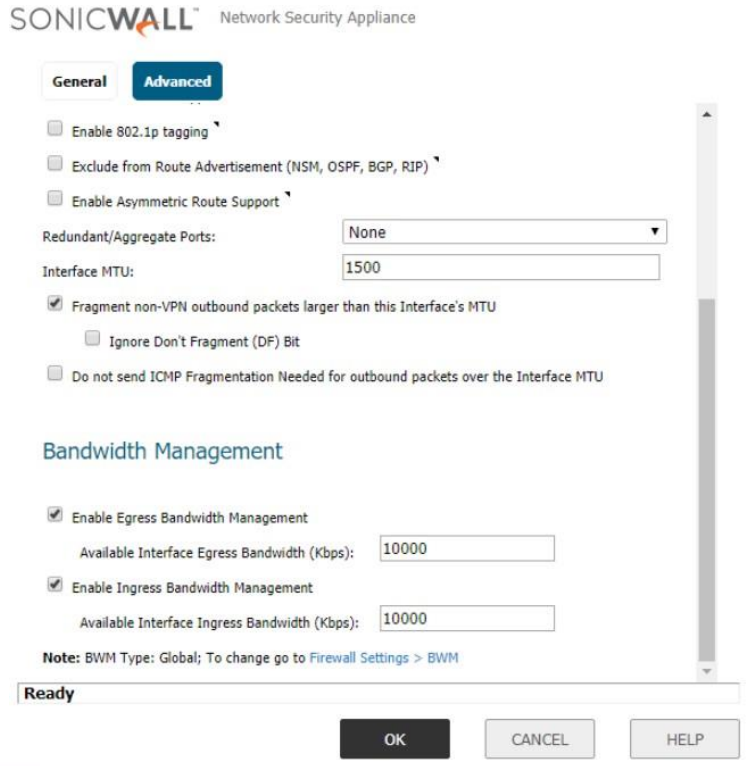 SONICWALL™ Network Security Appliance
General Advanced
Enable 802.1p tagging
Exclude from Route Advertisement (NSM, OSPF, BGP, RIP)
Enable Asymmetric Route Support
Redundant/Aggregate Ports: None
Interface MTU: 1500
Fragment non-VPN outbound packets larger than this Interface's MTU
Ignore Don't Fragment (DF) Bit
Do not send ICMP Fragmentation Needed for outbound packets over the Interface MTU
Bandwidth Management
Enable Egress Bandwidth Management
Available Interface Egress Bandwidth (Kbps): 10000
Enable Ingress Bandwidth Management
Available Interface Ingress Bandwidth (Kbps): 10000
Note: BWM Type: Global; To change go to Firewall Settings > BWM
Ready
OK CANCEL HELP